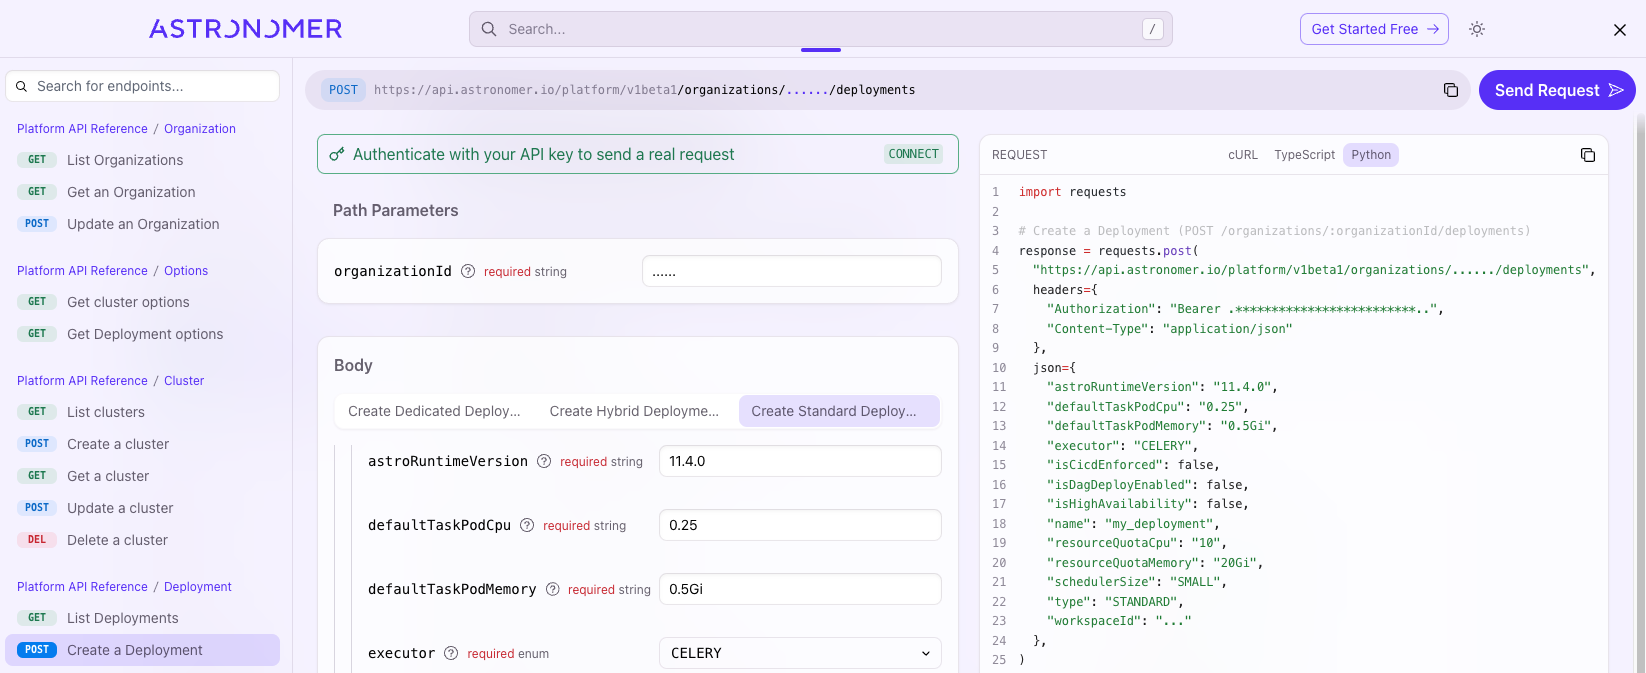 ASTRONOMER
Search...
/
Get Started Free
Search for endpoints...
Platform API Reference / Organization
GET List Organizations
GET Get an Organization
POST Update an Organization
Platform API Reference / Options
GET Get cluster options
GET Get Deployment options
Platform API Reference / Cluster
GET List clusters
POST Create a cluster
GET Get a cluster
POST Update a cluster
DEL Delete a cluster
Platform API Reference / Deployment
GET List Deployments
POST Create a Deployment
POST https://api.astronomer.io/platform/v1beta1/organizations/....../deployments
Send Request
Authenticate with your API key to send a real request CONNECT
Path Parameters
organizationId ? required string ......
Body
Create Dedicated Deploy... Create Hybrid Deployme... Create Standard Deploy...
astroRuntimeVersion ? required string 11.4.0
defaultTaskPodCpu ? required string 0.25
defaultTaskPodMemory ? required string 0.5Gi
executor ? required enum CELERY
REQUEST cURL TypeScript Python
1 import requests
2
3 # Create a Deployment (POST /organizations/:organizationId/deployments)
4 response = requests.post(
5 "https://api.astronomer.io/platform/v1beta1/organizations/....../deployments",
6 headers={
7 "Authorization": "Bearer .*************************..",
8 "Content-Type": "application/json"
9 },
10 json={
11 "astroRuntimeVersion": "11.4.0",
12 "defaultTaskPodCpu": "0.25",
13 "defaultTaskPodMemory": "0.5Gi",
14 "executor": "CELERY",
15 "isCicdEnforced": false,
16 "isDagDeployEnabled": false,
17 "isHighAvailability": false,
18 "name": "my_deployment",
19 "resourceQuotaCpu": "10",
20 "resourceQuotaMemory": "20Gi",
21 "schedulerSize": "SMALL",
22 "type": "STANDARD",
23 "workspaceId": "..."
24 },
25 )